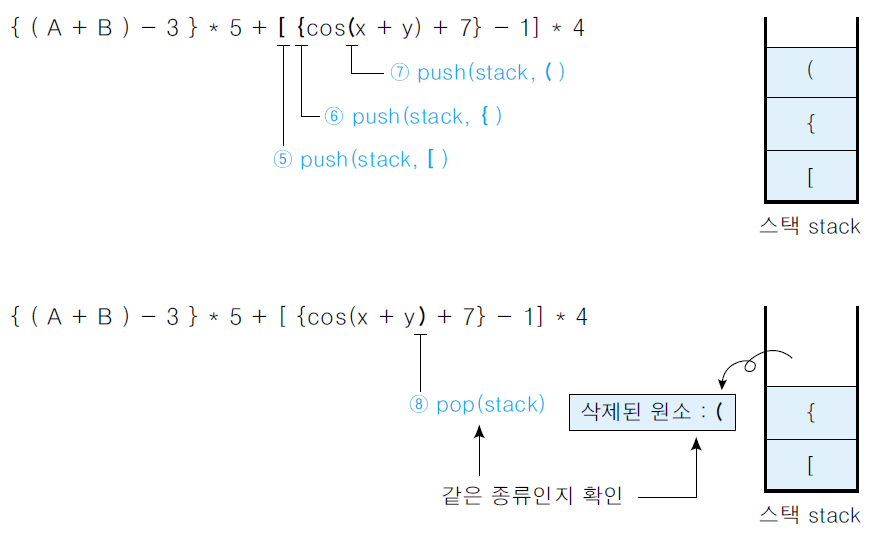 { ( A + B ) − 3 } * 5 + [ {cos(x + y) + 7} − 1] * 4
⑦ push(stack, ( )
⑥ push(stack, { )
⑤ push(stack, [ )
(
{
[
스택 stack
{ ( A + B ) − 3 } * 5 + [ {cos(x + y) + 7} − 1] * 4
⑧ pop(stack)
삭제된 원소 : (
같은 종류인지 확인
{
[
스택 stack